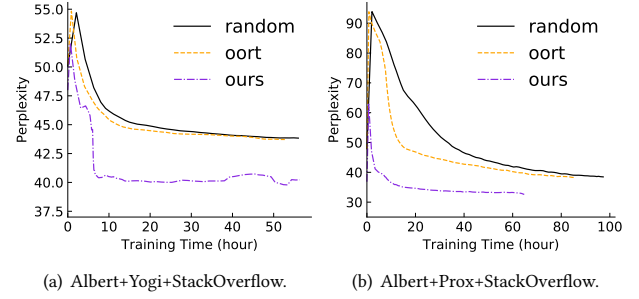 55.0
52.5
50.0
47.5
45.0
42.5
40.0
37.5
Perplexity
random
oort
ours
0 10 20 30 40 50
Training Time (hour)
(a) Albert+Yogi+StackOverflow.
90
80
70
60
50
40
30
Perplexity
random
oort
ours
0 20 40 60 80 100
Training Time (hour)
(b) Albert+Prox+StackOverflow.